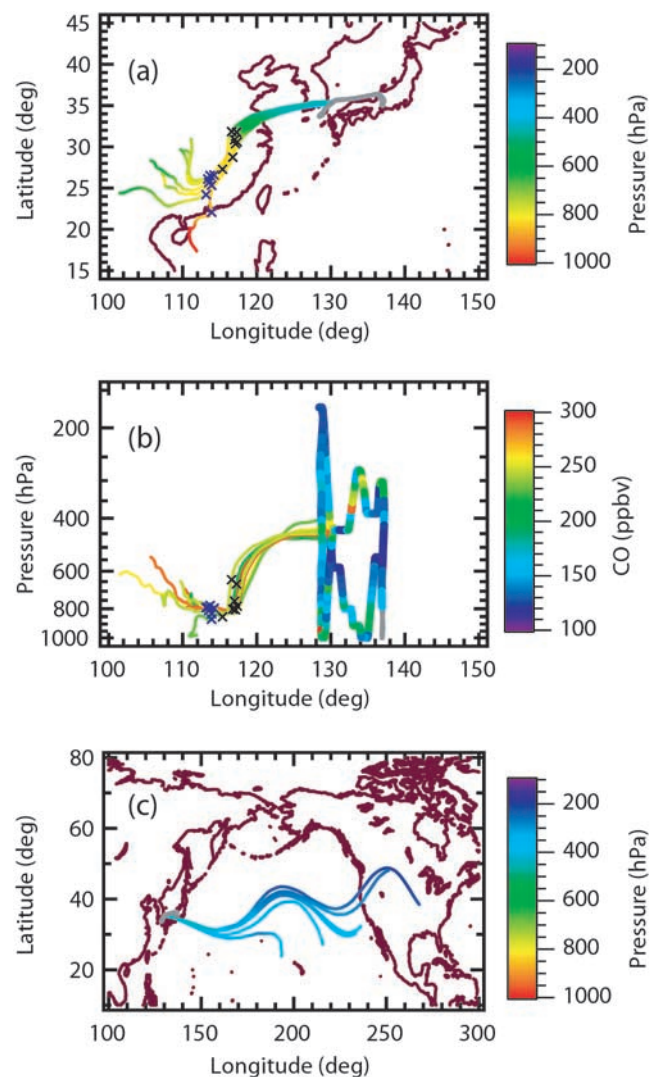 45
40
35
30
25
20
15
Latitude (deg)
(a)
100 110 120 130 140 150
Longitude (deg)
200
400
600
800
1000
Pressure (hPa)
200
400
600
800
1000
Pressure (hPa)
(b)
100 110 120 130 140 150
Longitude (deg)
300
250
200
150
100
CO (ppbv)
80
60
40
20
Latitude (deg)
(c)
100 150 200 250 300
Longitude (deg)
200
400
600
800
1000
Pressure (hPa)